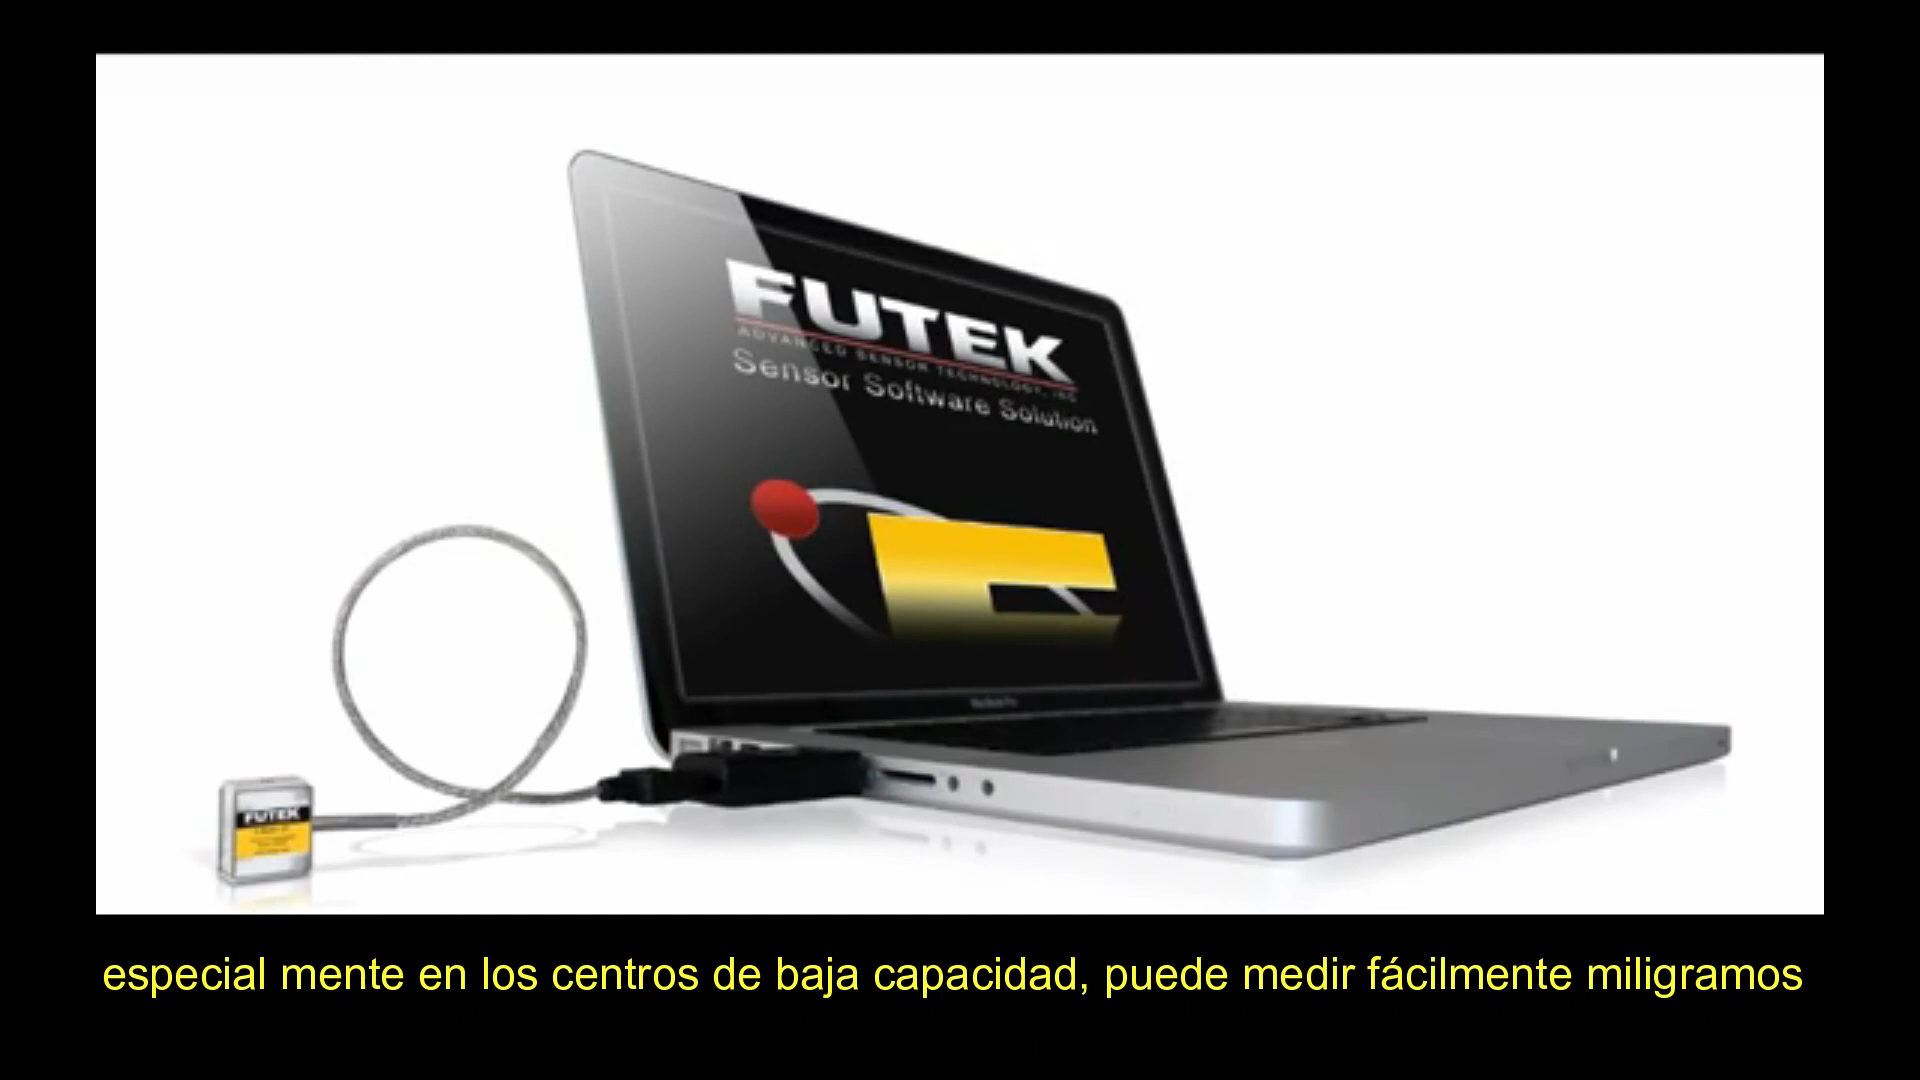 FUTEK
ADVANCED SENSOR TECHNOLOGY, INC
Sensor Software Solution
FUTEK
especial mente en los centros de baja capacidad, puede medir fácilmente miligramos